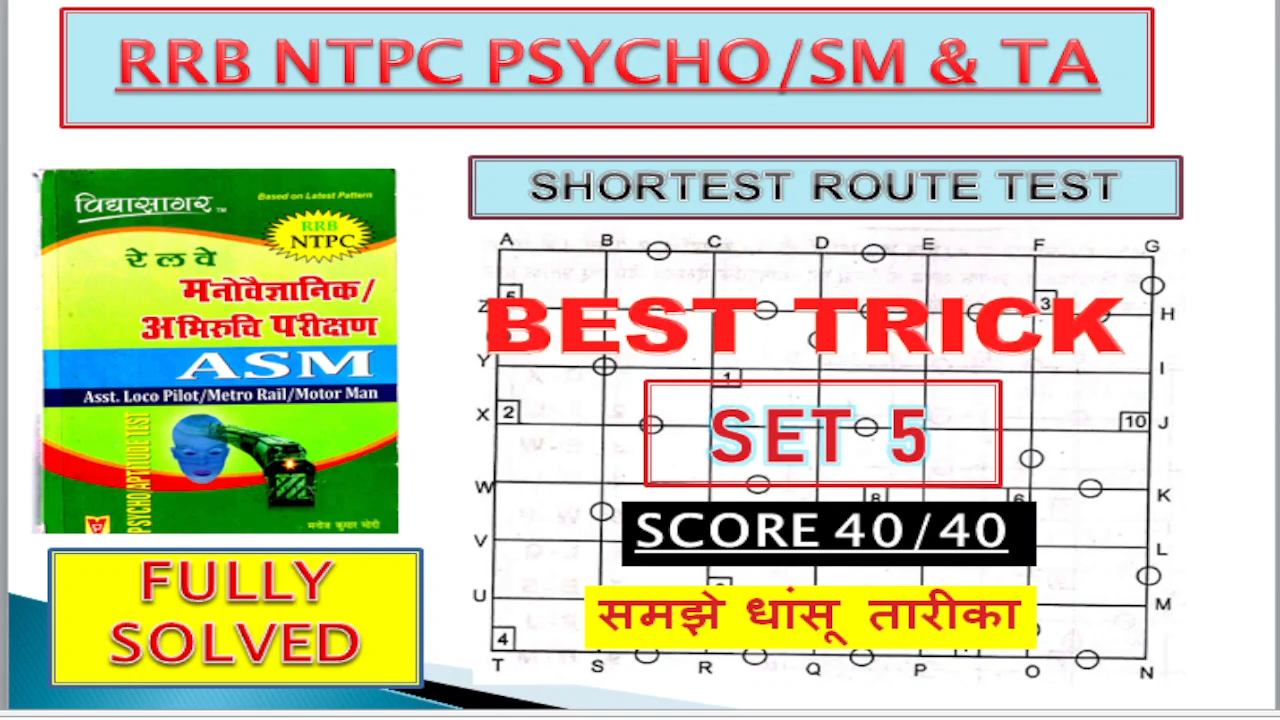 RRB NTPC PSYCHO/SM & TA
विद्यासागर TM
Based on Latest Pattern
RRB
NTPC
रेलवे
मनोवैज्ञानिक/
अभिरुचि परीक्षण
ASM
Asst. Loco Pilot/Metro Rail/Motor Man
PSYCHO APTITUDE TEST
मनोज कुमार मोदी
FULLY
SOLVED
SHORTEST ROUTE TEST
A B C D E F G
5 3
Z H
BEST TRICK
Y I
1
X 2 10 J
SET 5
W K
8 6
SCORE 40/40
V L
U M
समझे धांसू तारीका
4
T S R Q P O N